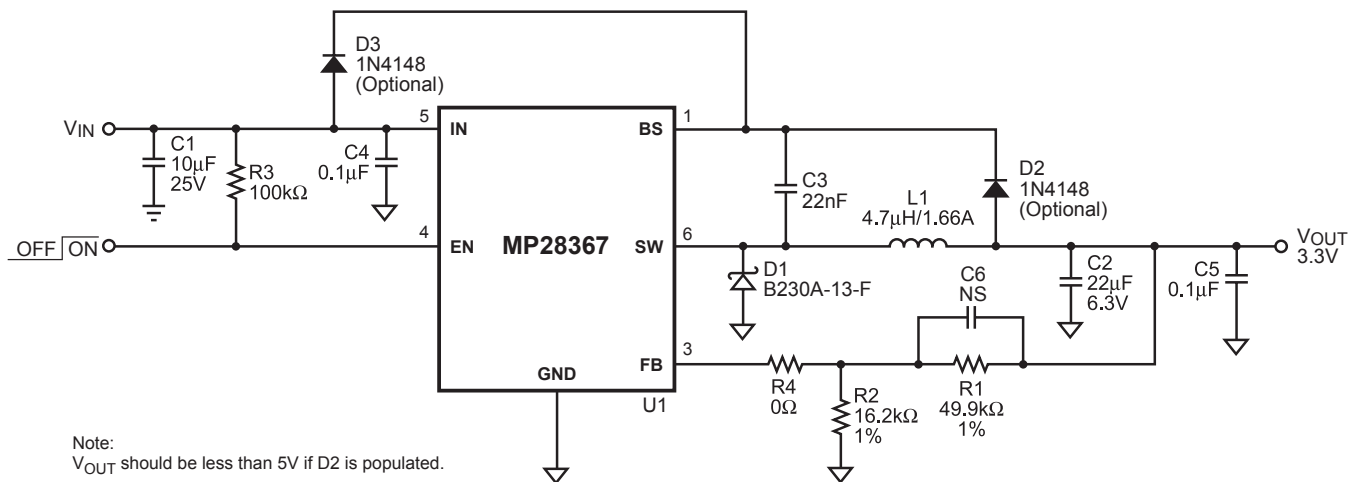 D3
1N4148
(Optional)
VIN
5
IN
BS
1
C1
10µF
25V
R3
100kΩ
C4
0.1µF
C3
22nF
D2
1N4148
(Optional)
L1
4.7µH/1.66A
OFF ON
4
EN
MP28367
SW
6
VOUT
3.3V
D1
B230A-13-F
C6
NS
C2
22µF
6.3V
C5
0.1µF
3
FB
GND
U1
R4
0Ω
R2
16.2kΩ
1%
R1
49.9kΩ
1%
Note:
VOUT should be less than 5V if D2 is populated.